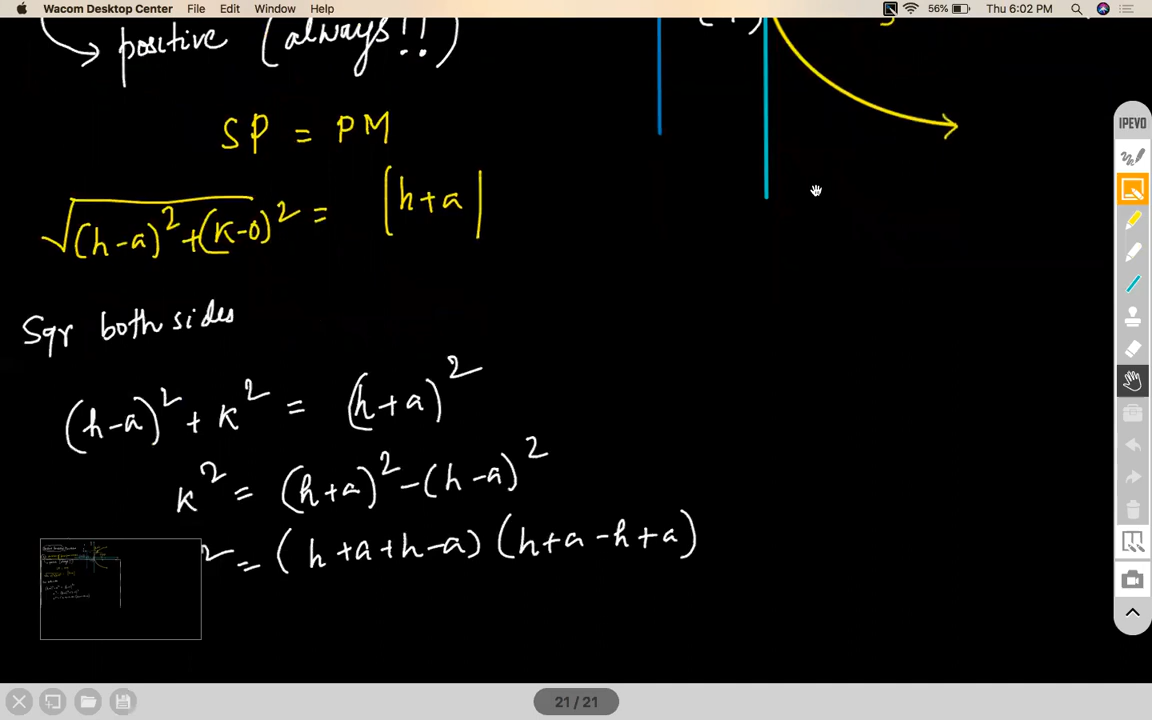 Wacom Desktop Center File Edit Window Help 56% Thu 6:02 PM
positive (always!!)
SP = PM
√(h-a)²+(K-0)² = |h+a|
Sqr both sides
(h-a)² + K² = (h+a)²
K² = (h+a)² - (h-a)²
² = (h+a+h-a) (h+a-h+a)
IPEVO
21 / 21